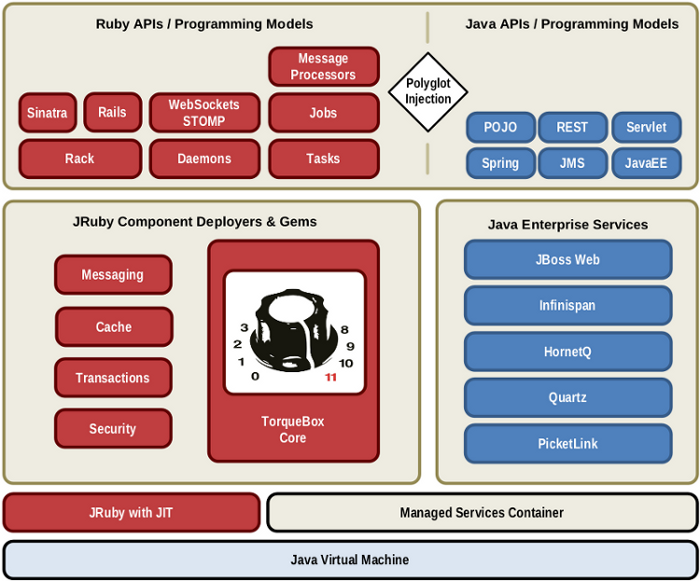 Ruby APIs / Programming Models
Java APIs / Programming Models
Message
Processors
Polyglot
Injection
Sinatra
Rails
WebSockets
STOMP
Jobs
POJO
REST
Servlet
Rack
Daemons
Tasks
Spring
JMS
JavaEE
JRuby Component Deployers & Gems
Java Enterprise Services
Messaging
Cache
Transactions
Security
3
2
1
0
8
9
10
11
TorqueBox
Core
JBoss Web
Infinispan
HornetQ
Quartz
PicketLink
JRuby with JIT
Managed Services Container
Java Virtual Machine